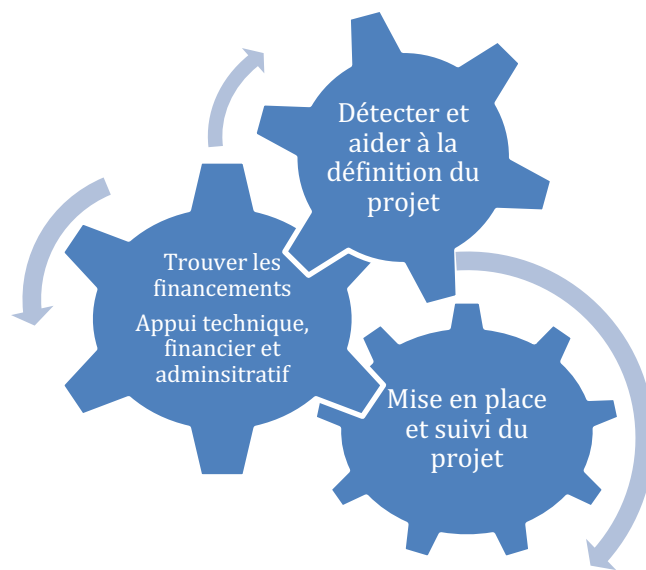 Détecter et
aider à la
définition du
projet
Trouver les
financements
Appui technique,
financier et
adminsitratif
Mise en place
et suivi du
projet